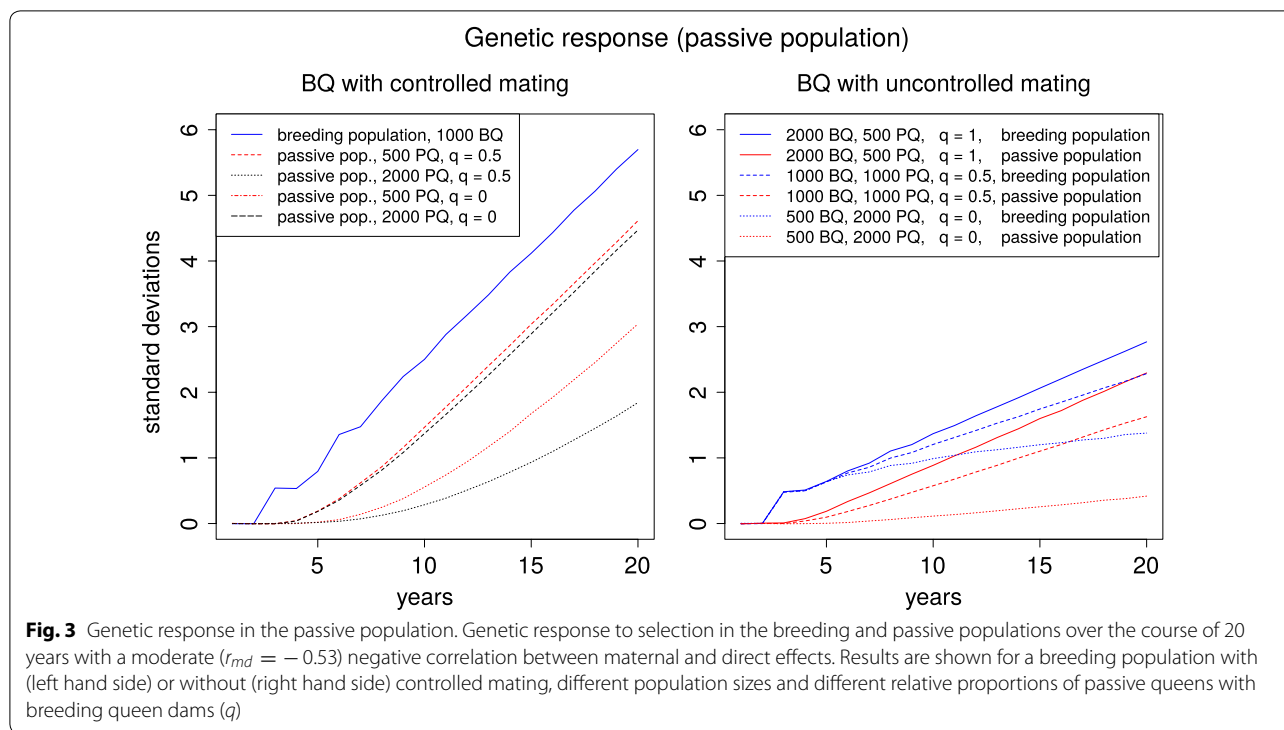 Genetic response (passive population)
BQ with controlled mating
BQ with uncontrolled mating
standard deviations
0
1
2
3
4
5
6
breeding population, 1000 BQ
passive pop., 500 PQ, q = 0.5
passive pop., 2000 PQ, q = 0.5
passive pop., 500 PQ, q = 0
passive pop., 2000 PQ, q = 0
5
10
15
20
years
0
1
2
3
4
5
6
2000 BQ, 500 PQ, q = 1, breeding population
2000 BQ, 500 PQ, q = 1, passive population
1000 BQ, 1000 PQ, q = 0.5, breeding population
1000 BQ, 1000 PQ, q = 0.5, passive population
500 BQ, 2000 PQ, q = 0, breeding population
500 BQ, 2000 PQ, q = 0, passive population
5
10
15
20
years
Fig. 3 Genetic response in the passive population. Genetic response to selection in the breeding and passive populations over the course of 20
years with a moderate (r_md = − 0.53) negative correlation between maternal and direct effects. Results are shown for a breeding population with
(left hand side) or without (right hand side) controlled mating, different population sizes and different relative proportions of passive queens with
breeding queen dams (q)